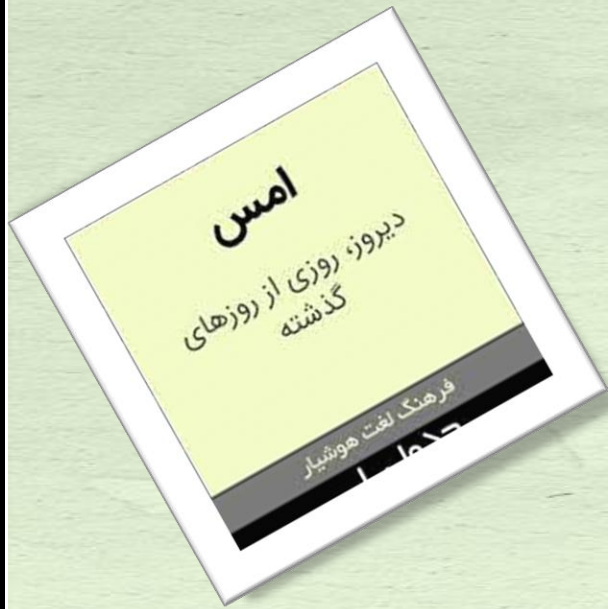 امس
دیروز، روزی از روزهای
گذشته
فرهنگ لغت هوشیار